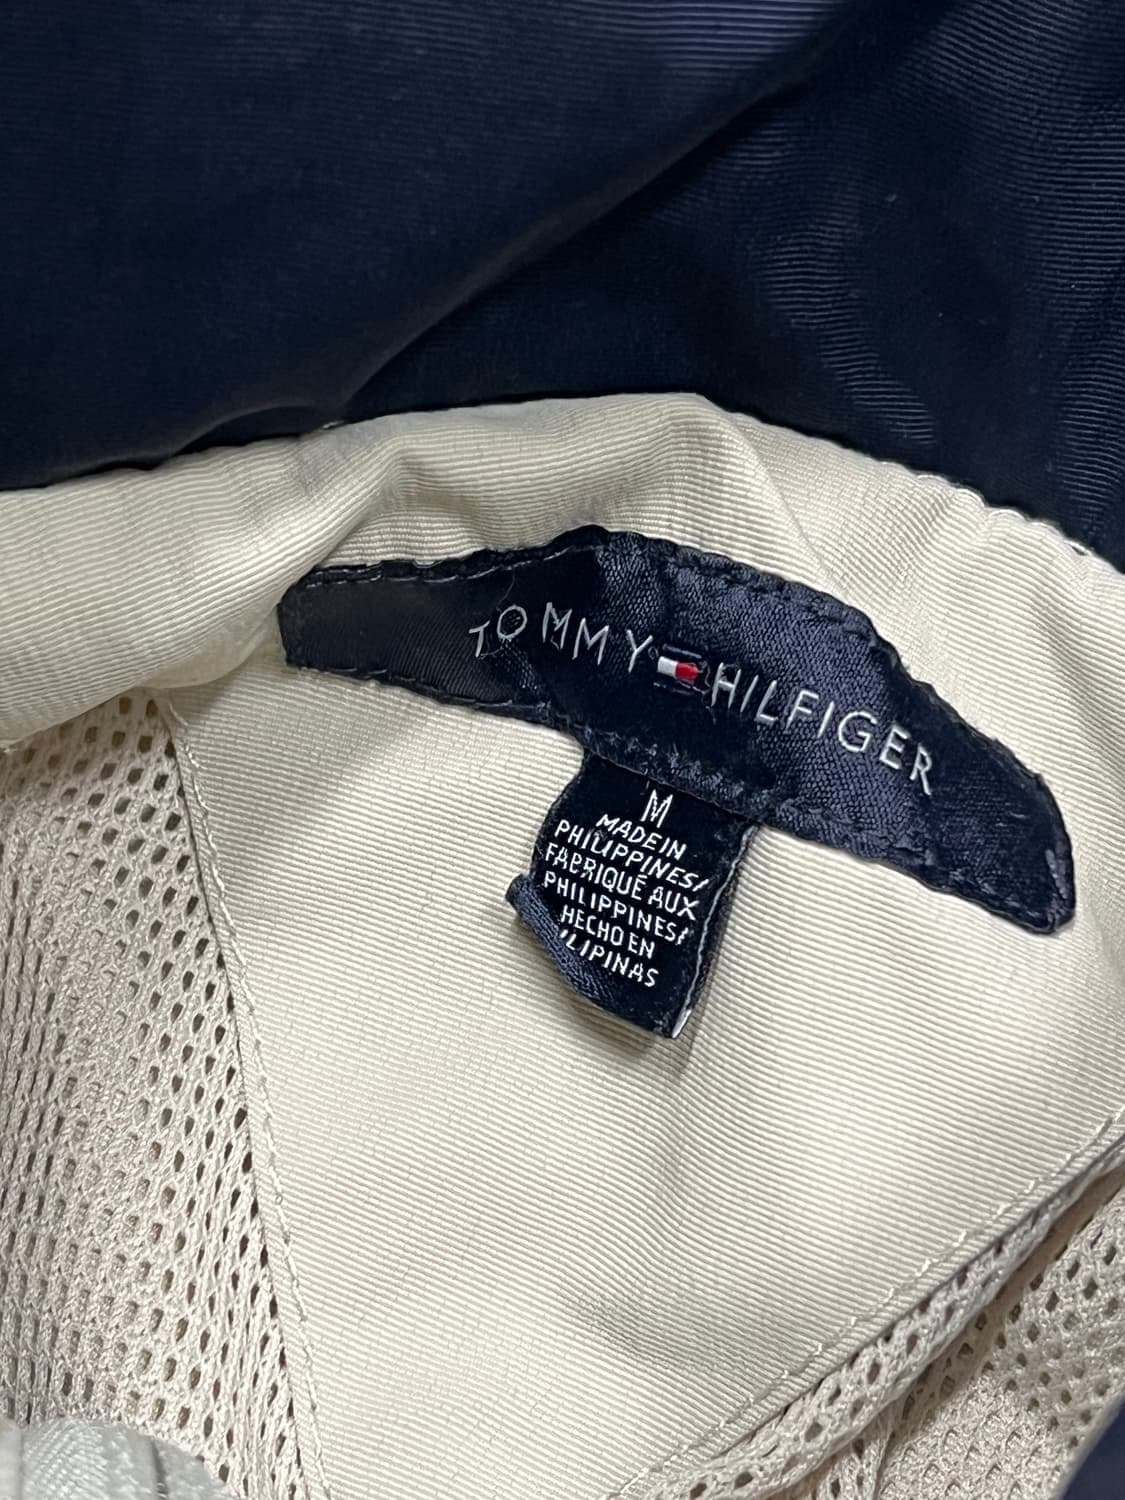 TOMMY HILFIGER
M
MADE IN
PHILIPPINES/
FABRIQUÉ AUX
PHILIPPINES/
HECHO EN
FILIPINAS